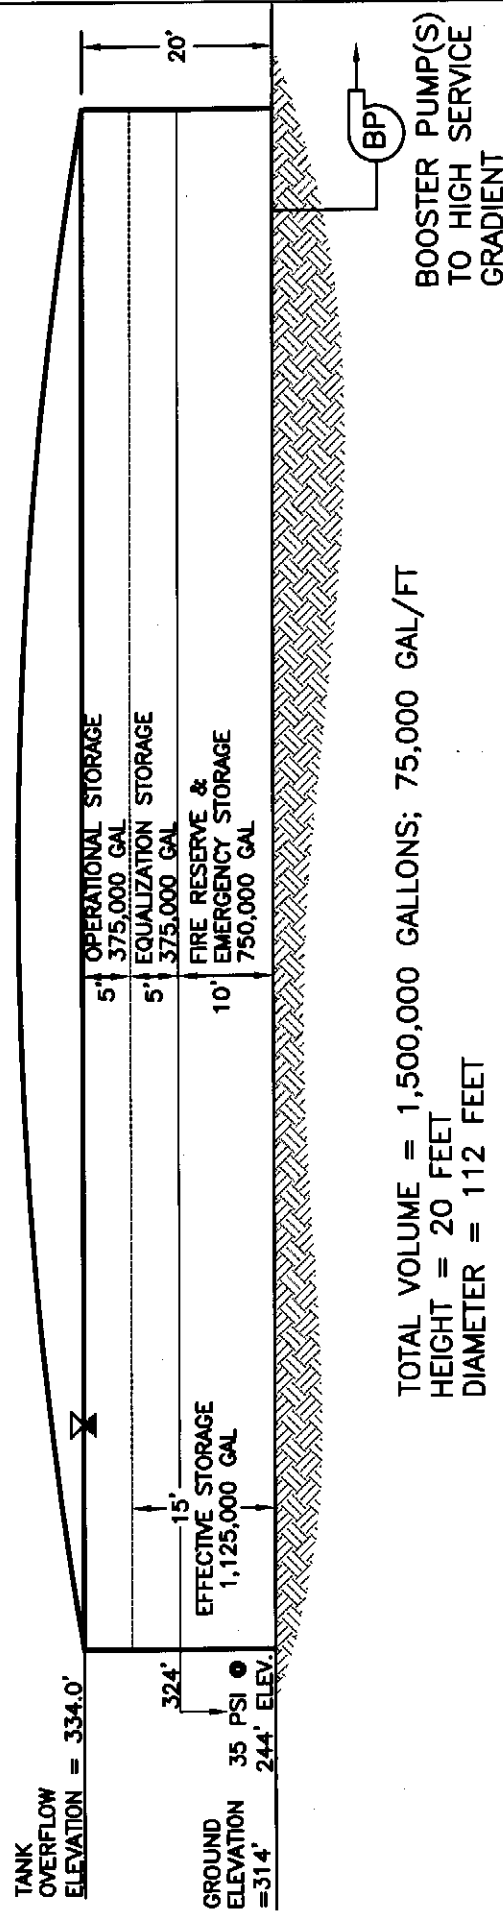 TANK
OVERFLOW
ELEVATION = 334.0'
324'
GROUND
ELEVATION
=314'
35 PSI @
244' ELEV.
15'
EFFECTIVE STORAGE
1,125,000 GAL
5'
OPERATIONAL STORAGE
375,000 GAL
5'
EQUALIZATION STORAGE
375,000 GAL
10'
FIRE RESERVE &
EMERGENCY STORAGE
750,000 GAL
20'
BP
BOOSTER PUMP(S)
TO HIGH SERVICE
GRADIENT
TOTAL VOLUME = 1,500,000 GALLONS; 75,000 GAL/FT
HEIGHT = 20 FEET
DIAMETER = 112 FEET